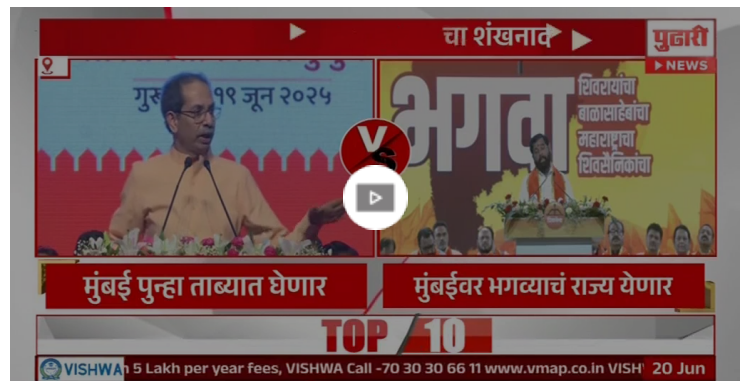 चा शंखनाद
पुढारी
NEWS
गुरु
१९ जून २०२५
भगवा
शिवरायांचा
बाळासाहेबांचा
महाराष्ट्राचा
शिवसैनिकांचा
VS
मुंबई पुन्हा ताब्यात घेणार
मुंबईवर भगव्याचं राज्य येणार
TOP 10
VISHWA
5 Lakh per year fees, VISHWA Call -70 30 30 66 11 www.vmap.co.in VISH
20 Jun